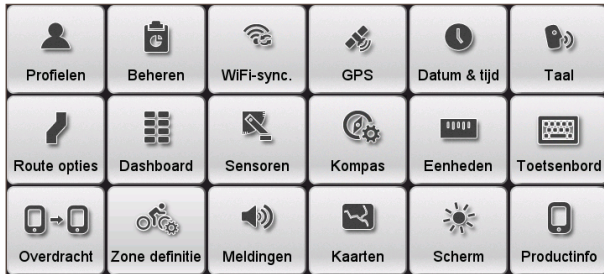 Profielen
Beheren
WiFi-sync.
GPS
Datum & tijd
Taal
Route opties
Dashboard
Sensoren
Kompas
Eenheden
Toetsenbord
Overdracht
Zone definitie
Meldingen
Kaarten
Scherm
Productinfo